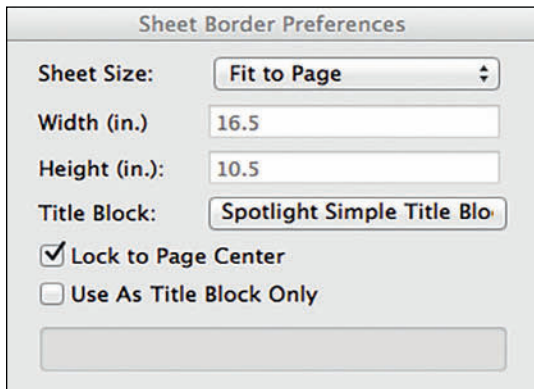 Sheet Border Preferences
Sheet Size: Fit to Page
Width (in.) 16.5
Height (in.): 10.5
Title Block: Spotlight Simple Title Blo
Lock to Page Center
Use As Title Block Only